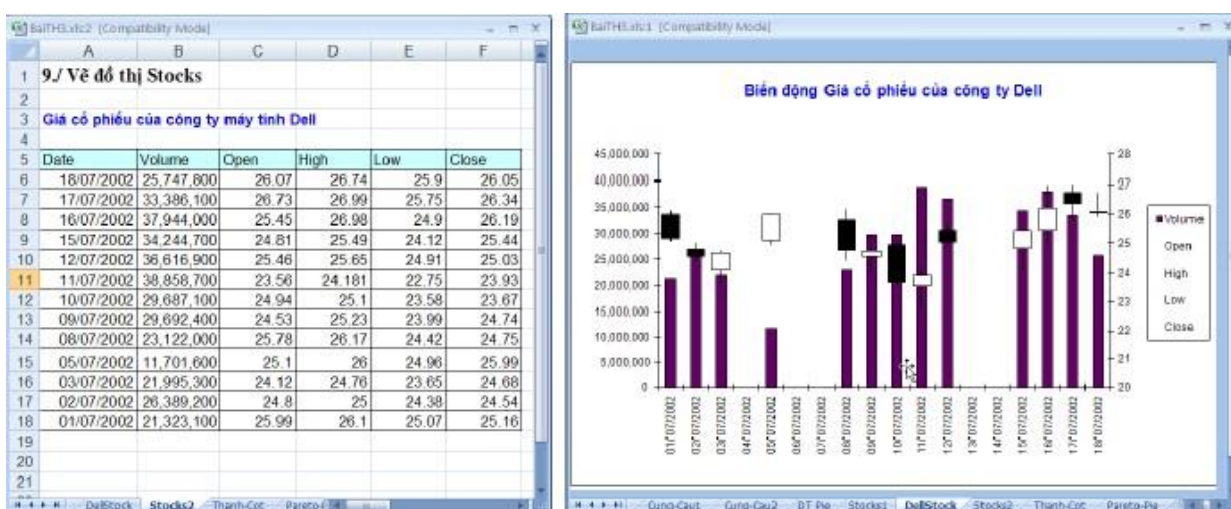 BaiTH3.xls:2 [Compatibility Mode]
A B C D E F
1 9./ Vẽ đồ thị Stocks
2
3 Giá cổ phiếu của công ty máy tính Dell
4
5 Date Volume Open High Low Close
6 18/07/2002 25,747,800 26.07 26.74 25.9 26.05
7 17/07/2002 33,386,100 26.73 26.99 25.75 26.34
8 16/07/2002 37,944,000 25.45 26.98 24.9 26.19
9 15/07/2002 34,244,700 24.81 25.49 24.12 25.44
10 12/07/2002 36,616,900 25.46 25.65 24.91 25.03
11 11/07/2002 38,858,700 23.56 24.181 22.75 23.93
12 10/07/2002 29,687,100 24.94 25.1 23.58 23.67
13 09/07/2002 29,692,400 24.53 25.23 23.99 24.74
14 08/07/2002 23,122,000 25.78 26.17 24.42 24.75
15 05/07/2002 11,701,600 25.1 26 24.96 25.99
16 03/07/2002 21,995,300 24.12 24.76 23.65 24.68
17 02/07/2002 26,389,200 24.8 25 24.38 24.54
18 01/07/2002 21,323,100 25.99 26.1 25.07 25.16
19
20
21
DellStock Stocks2 Thanh-Cot Pareto-
BaiTH3.xls:1 [Compatibility Mode]
Biến động Giá cổ phiếu của công ty Dell
45,000,000
40,000,000
35,000,000
30,000,000
25,000,000
20,000,000
15,000,000
10,000,000
5,000,000
0
28
27
26
25
24
23
22
21
20
01/07/2002
02/07/2002
03/07/2002
04/07/2002
05/07/2002
06/07/2002
07/07/2002
08/07/2002
09/07/2002
10/07/2002
11/07/2002
12/07/2002
13/07/2002
14/07/2002
15/07/2002
16/07/2002
17/07/2002
18/07/2002
Volume
Open
High
Low
Close
Cung-Cau1 Cung-Cau2 DT Pie Stocks1 DellStock Stocks2 Thanh-Cot Pareto-Pie